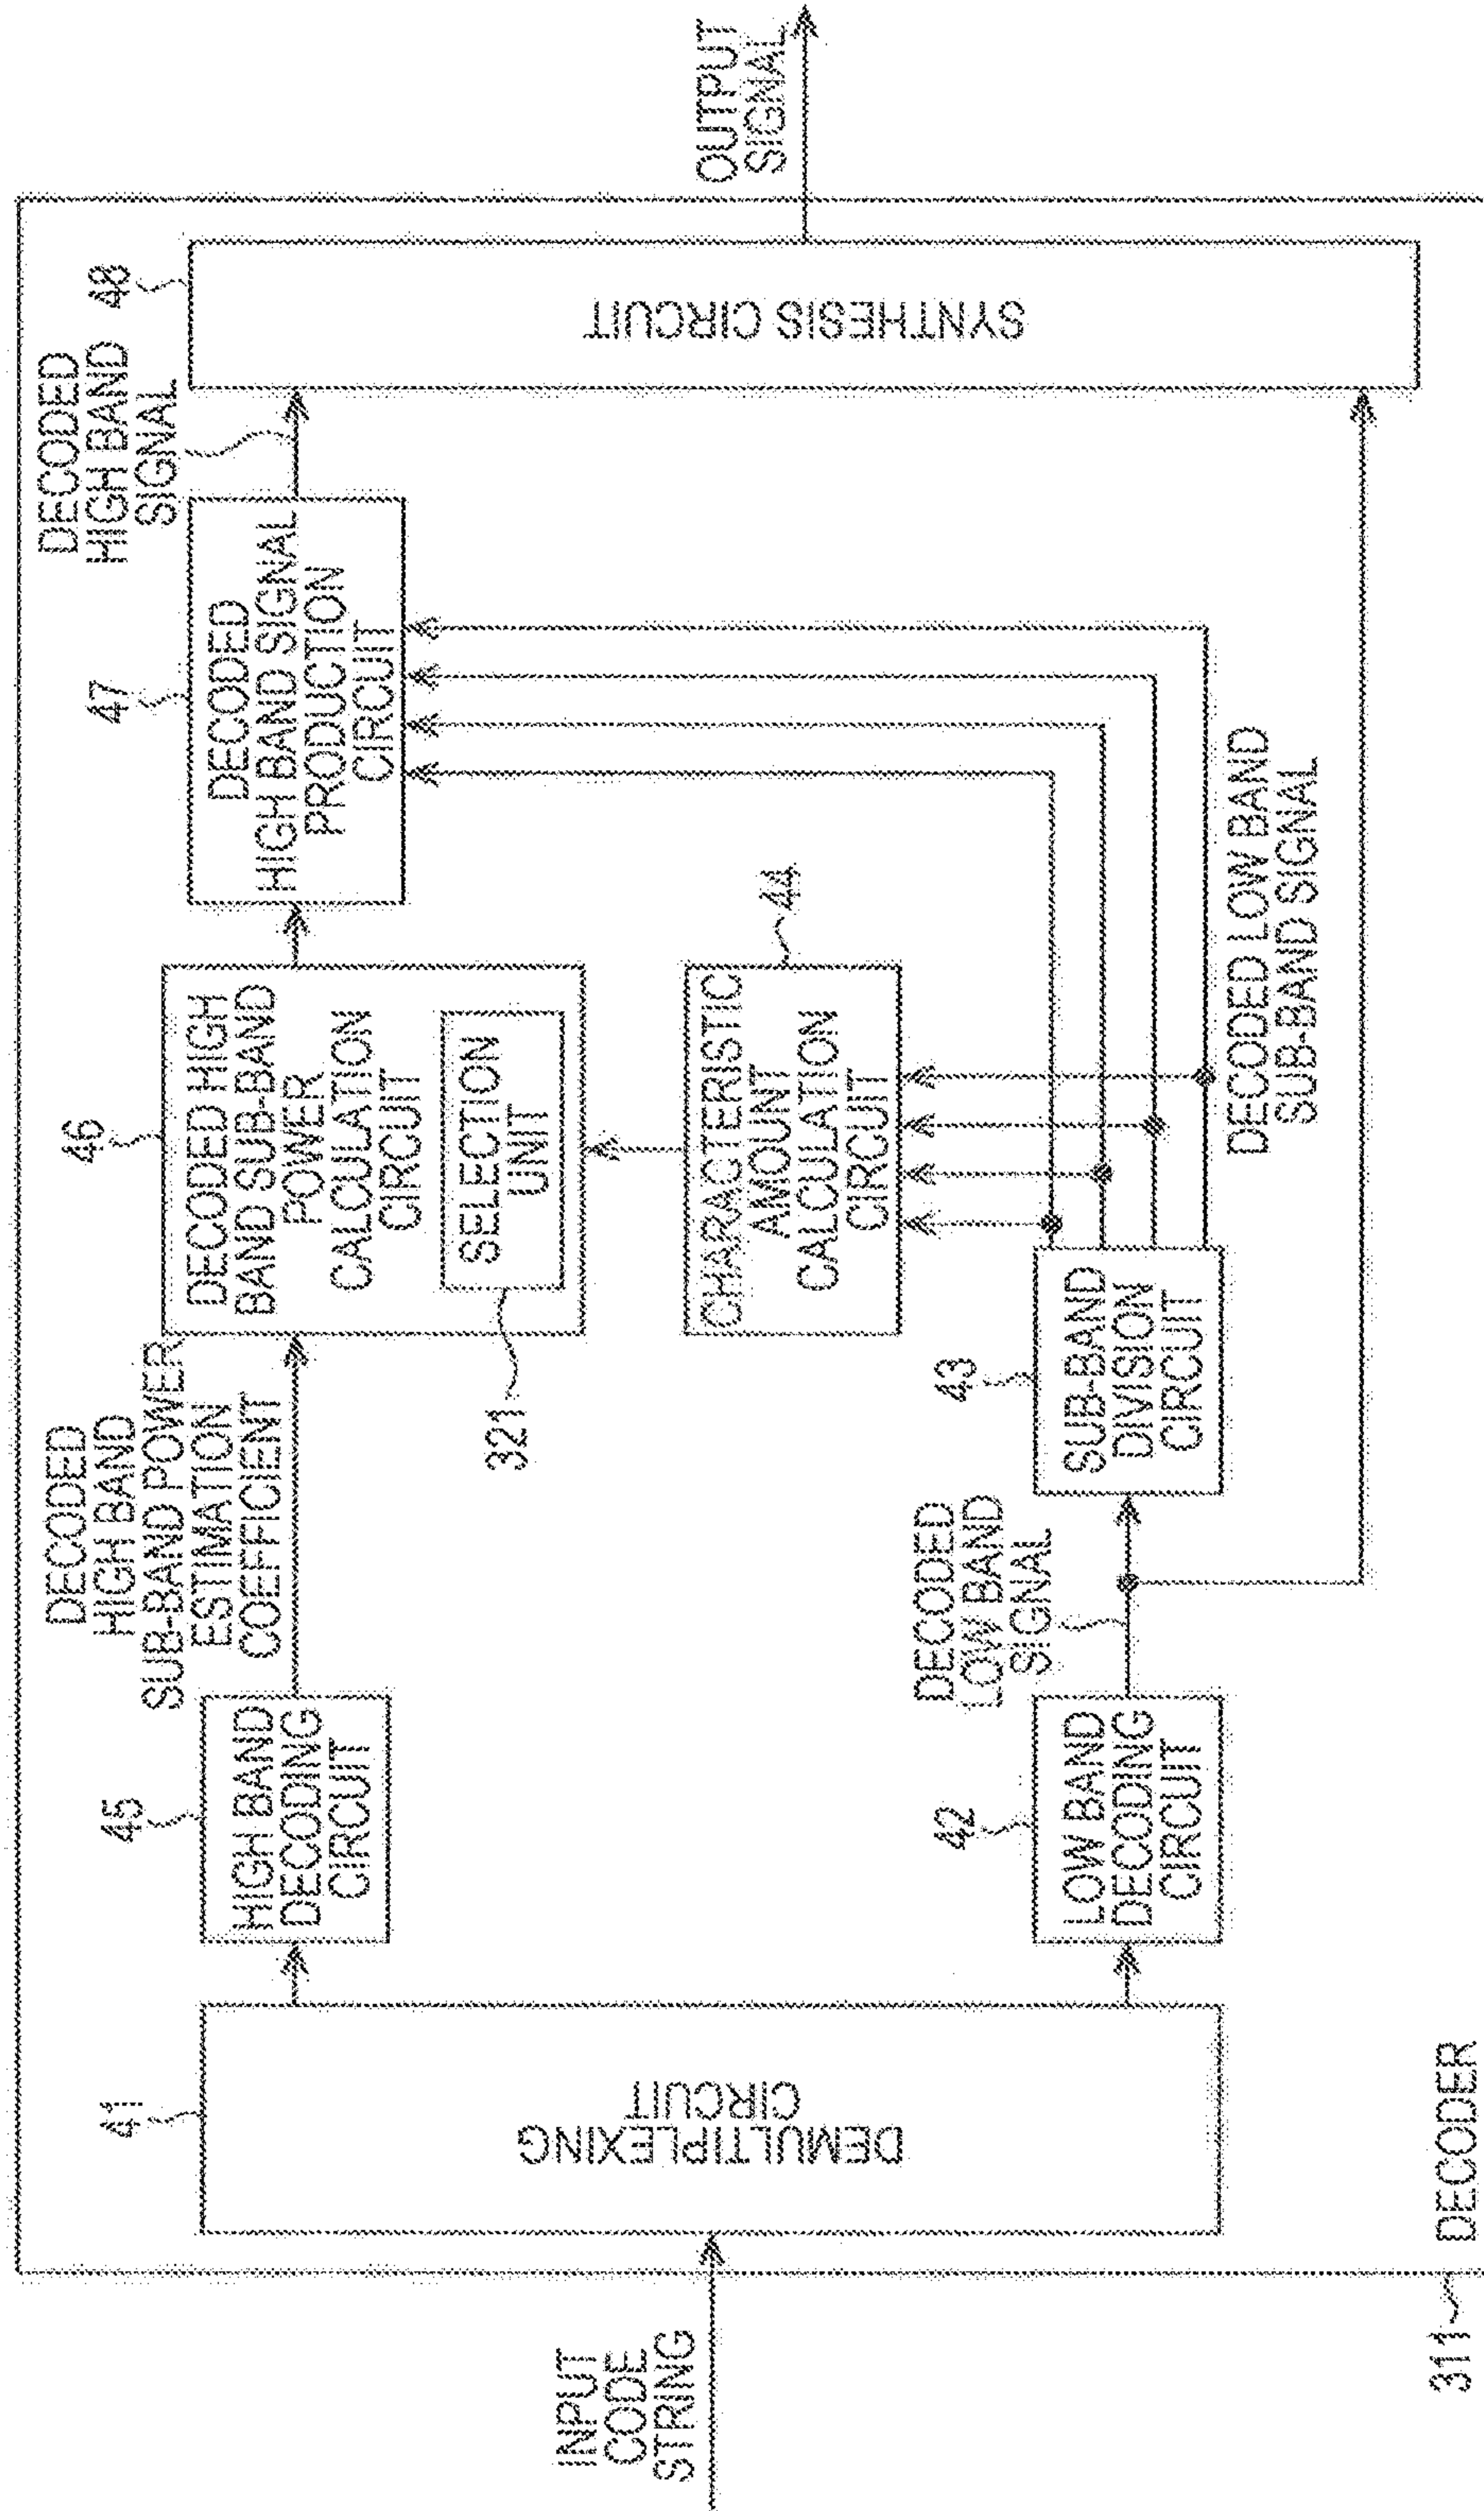 INPUT
CODE
STRING
311
DECODER
41
DEMULTIPLEXING
CIRCUIT
45
HIGH BAND
DECODING
CIRCUIT
DECODED
HIGH BAND
SUB-BAND POWER
ESTIMATION
COEFFICIENT
46
DECODED HIGH
BAND SUB-BAND
POWER
CALCULATION
CIRCUIT
SELECTION
UNIT
321
47
DECODED
HIGH BAND SIGNAL
PRODUCTION
CIRCUIT
DECODED
HIGH BAND
SIGNAL
48
SYNTHESIS CIRCUIT
OUTPUT
SIGNAL
42
LOW BAND
DECODING
CIRCUIT
DECODED
LOW BAND
SIGNAL
43
SUB-BAND
DIVISION
CIRCUIT
44
CHARACTERISTIC
AMOUNT
CALCULATION
CIRCUIT
DECODED LOW BAND
SUB-BAND SIGNAL